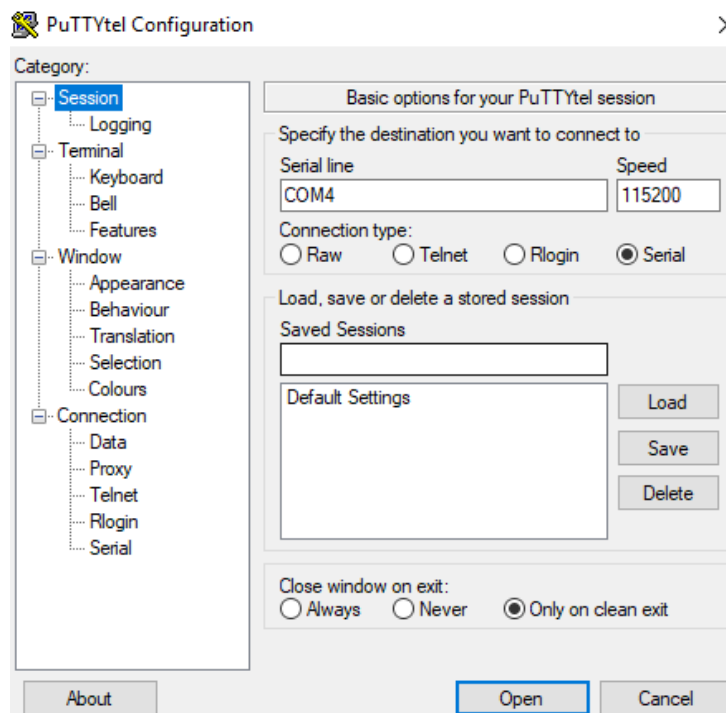 PuTTYtel Configuration
Category:
Session
Logging
Terminal
Keyboard
Bell
Features
Window
Appearance
Behaviour
Translation
Selection
Colours
Connection
Data
Proxy
Telnet
Rlogin
Serial
Basic options for your PuTTYtel session
Specify the destination you want to connect to
Serial line Speed
COM4 115200
Connection type:
Raw Telnet Rlogin Serial
Load, save or delete a stored session
Saved Sessions
Default Settings
Load
Save
Delete
Close window on exit:
Always Never Only on clean exit
About Open Cancel